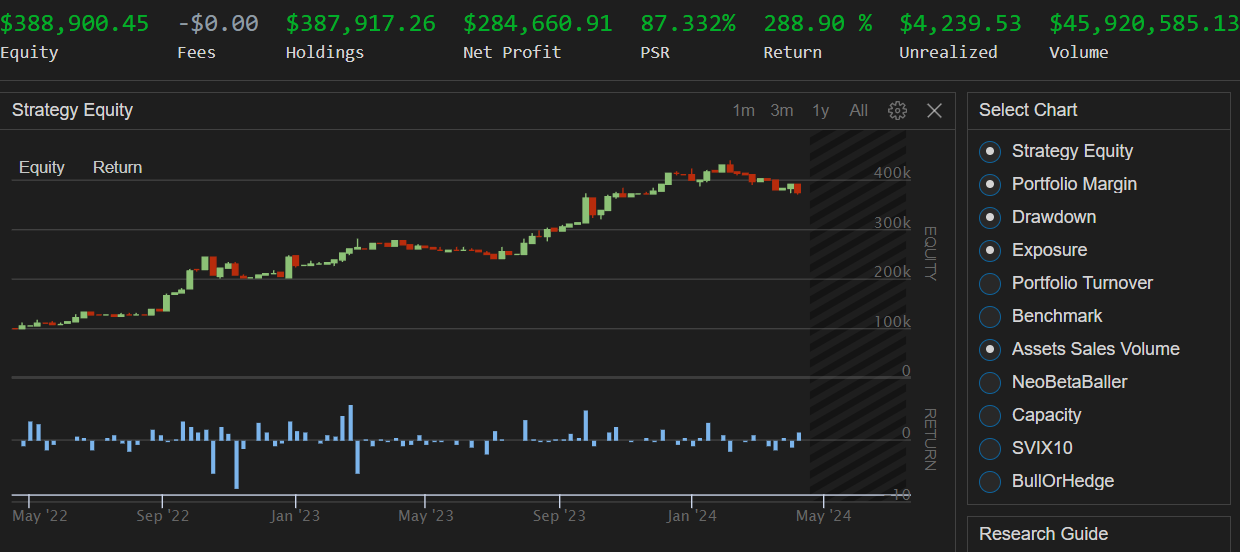 $388,900.45 -$0.00 $387,917.26 $284,660.91 87.332% 288.90 % $4,239.53 $45,920,585.13
Equity Fees Holdings Net Profit PSR Return Unrealized Volume
Strategy Equity 1m 3m 1y All
Equity Return
400k
300k
200k
100k
0
EQUITY
0
-10
RETURN
May '22 Sep '22 Jan '23 May '23 Sep '23 Jan '24 May '24
Select Chart
Strategy Equity
Portfolio Margin
Drawdown
Exposure
Portfolio Turnover
Benchmark
Assets Sales Volume
NeoBetaBaller
Capacity
SVIX10
BullOrHedge
Research Guide